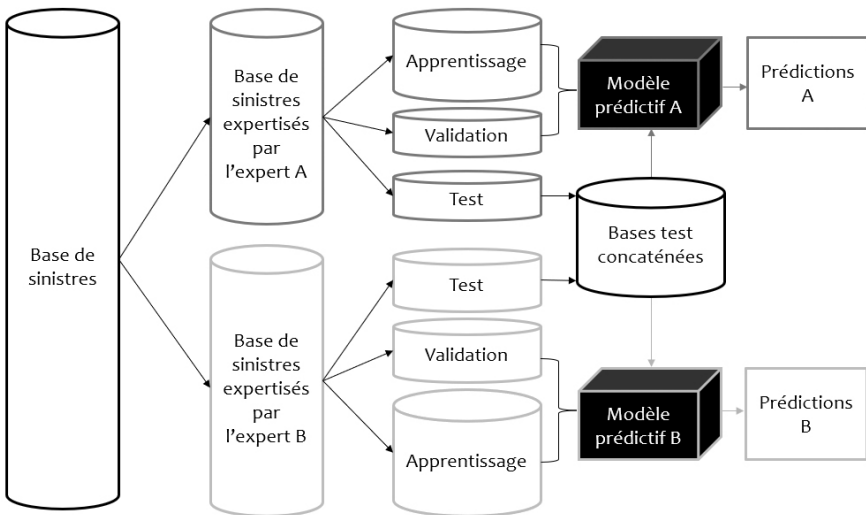 Base de
sinistres
Base de
sinistres
expertisés
par
l'expert A
Apprentissage
Validation
Test
Modèle
prédictif A
Prédictions
A
Bases test
concaténées
Base de
sinistres
expertisés
par
l'expert B
Test
Validation
Apprentissage
Modèle
prédictif B
Prédictions
B